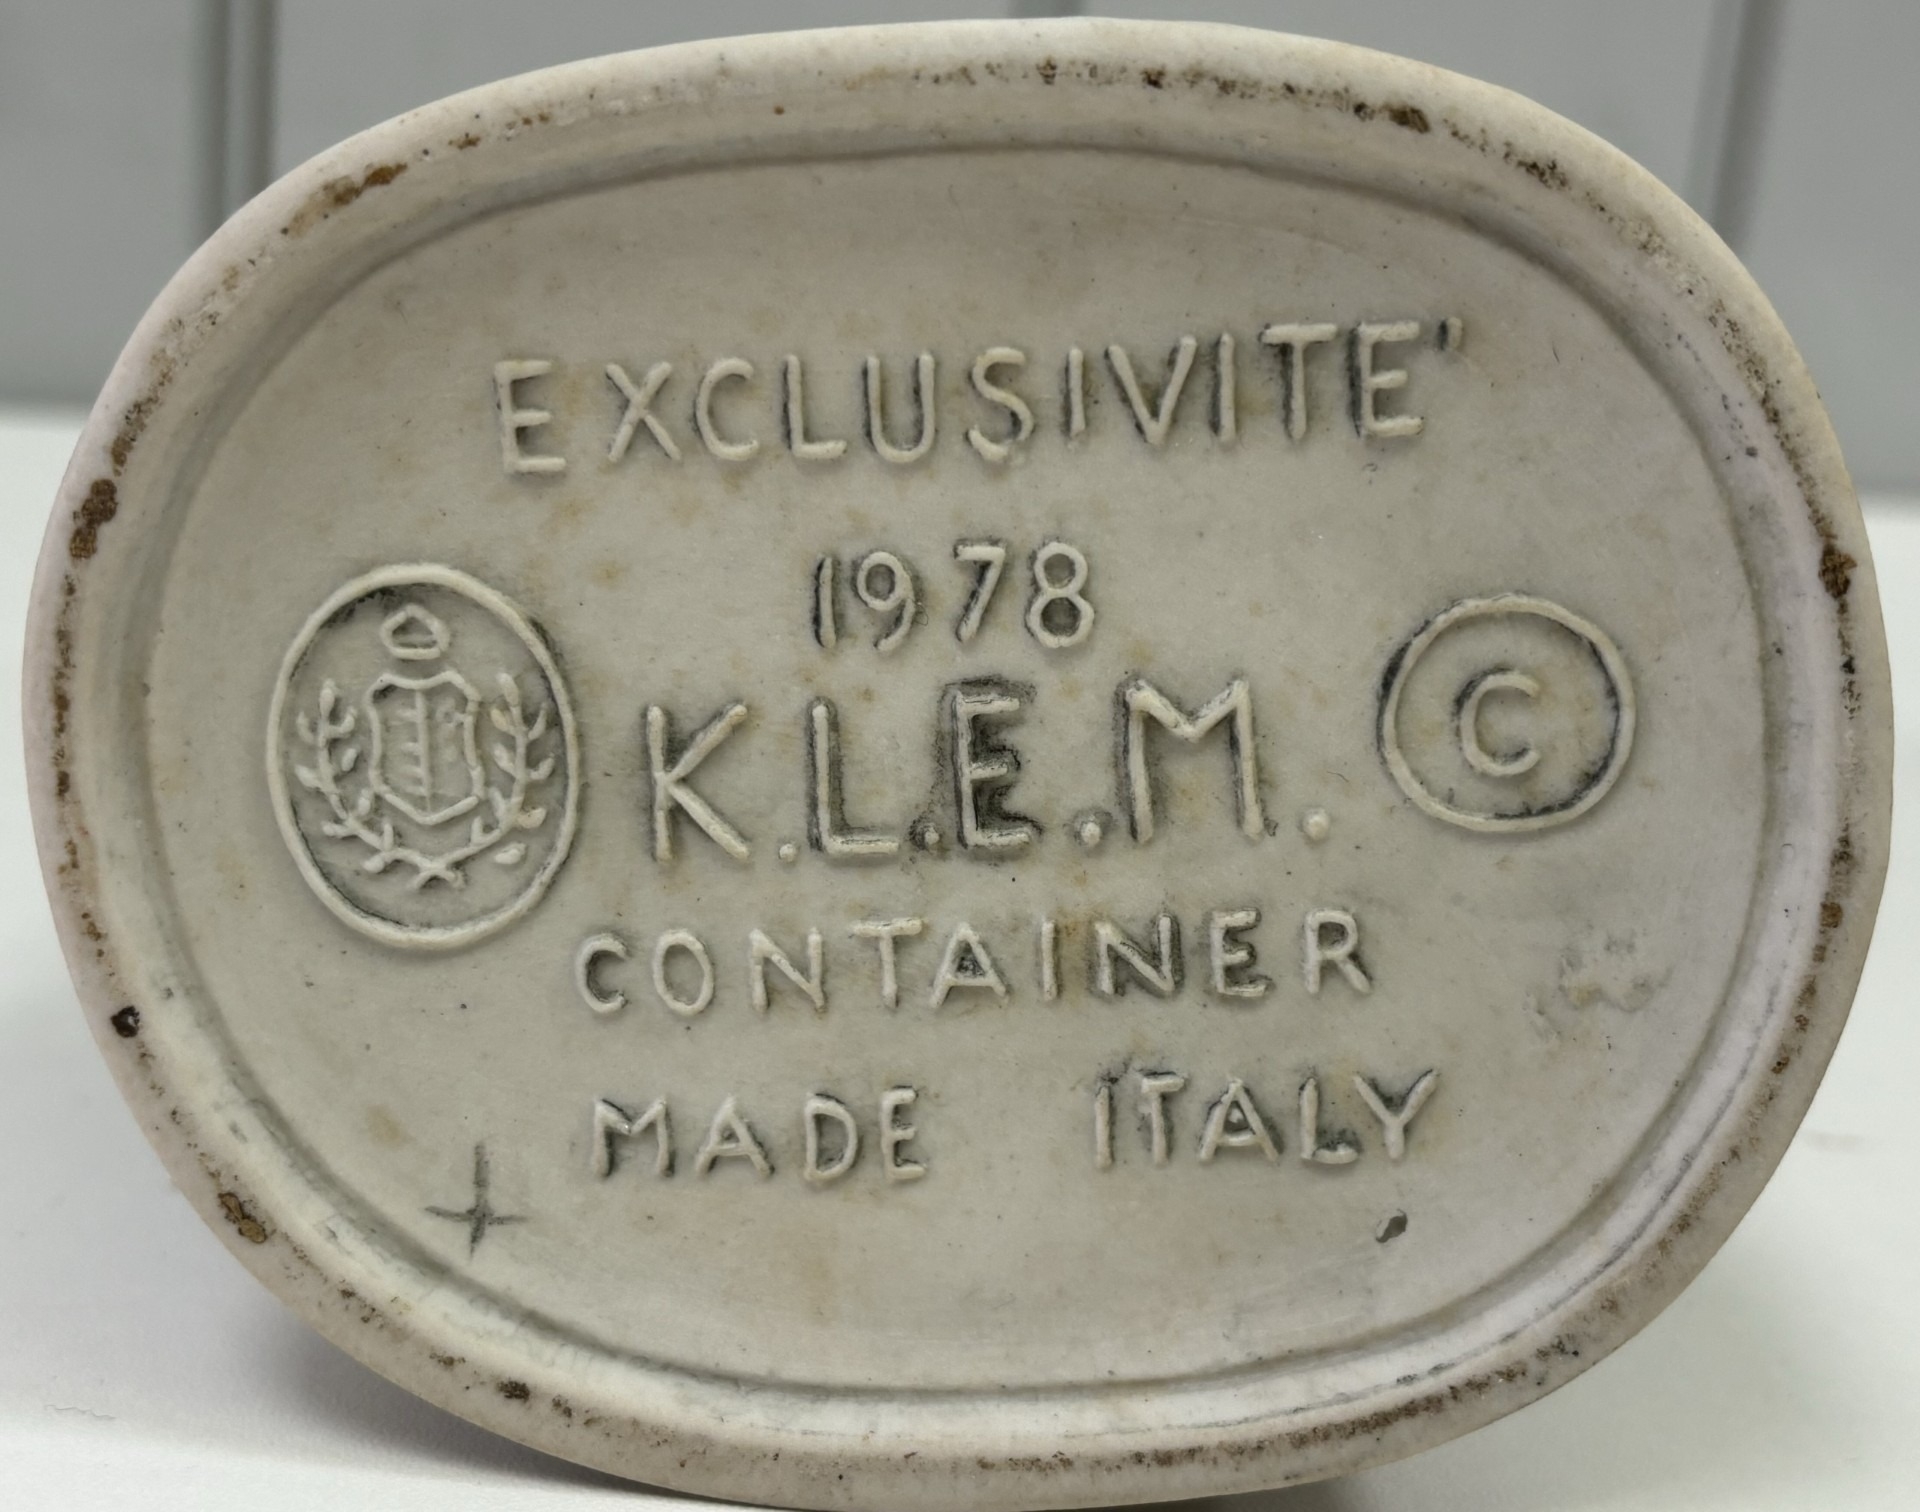 EXCLUSIVITE'
1978
K.L.E.M.
©
CONTAINER
MADE ITALY